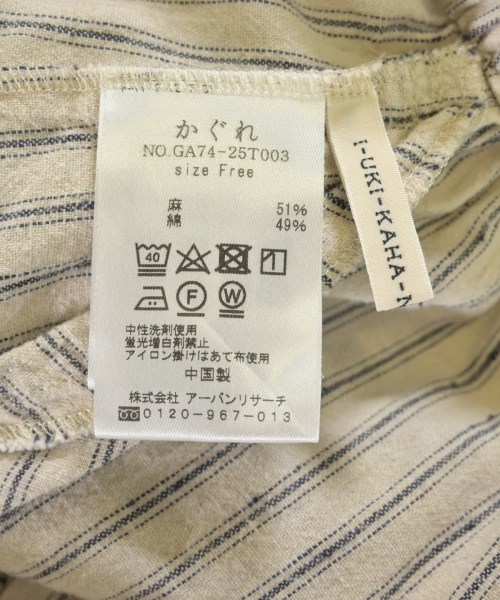 かぐれ
NO.GA74-25T003
size Free
麻 51%
綿 49%
40
F
W
中性洗剤使用
蛍光増白剤禁止
アイロン掛けはあて布使用
中国製
株式会社 アーバンリサーチ
0120-967-013
I-UKI-KAHA-N